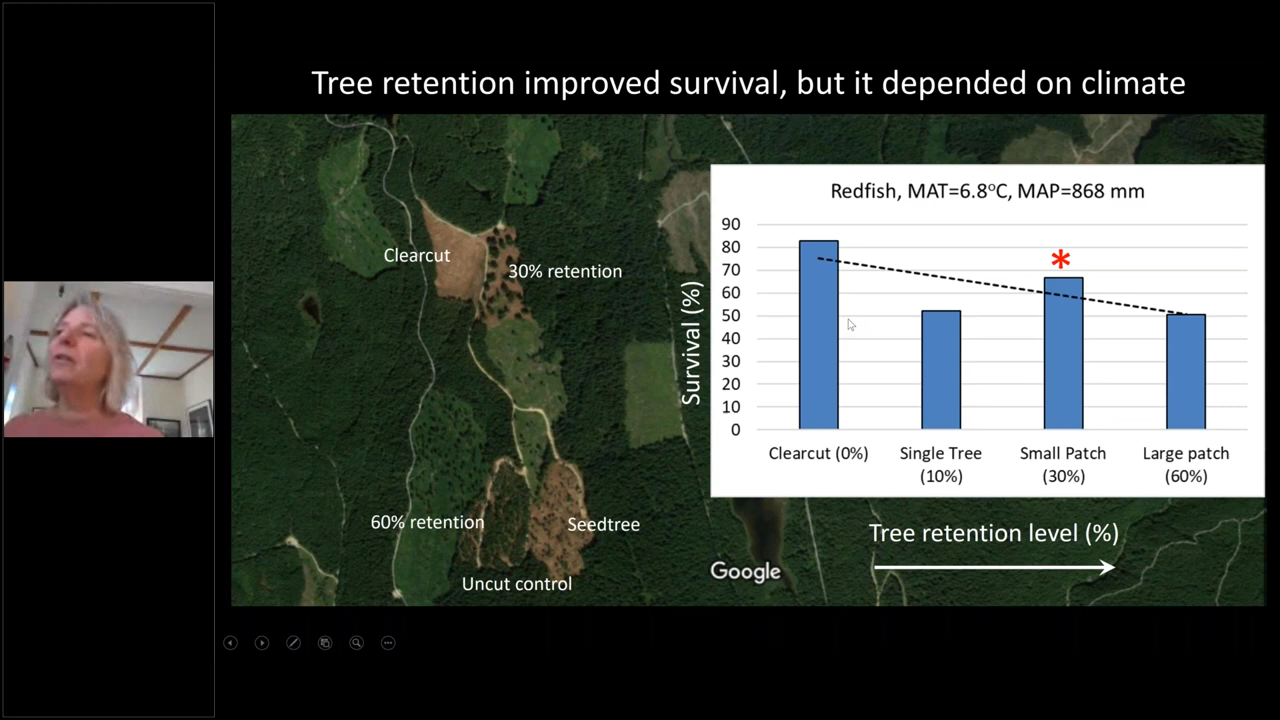 Tree retention improved survival, but it depended on climate
Clearcut
30% retention
60% retention
Seedtree
Uncut control
Google
Redfish, MAT=6.8°C, MAP=868 mm
Survival (%)
90
80
70
60
50
40
30
20
10
0
*
Clearcut (0%)
Single Tree
(10%)
Small Patch
(30%)
Large patch
(60%)
Tree retention level (%)